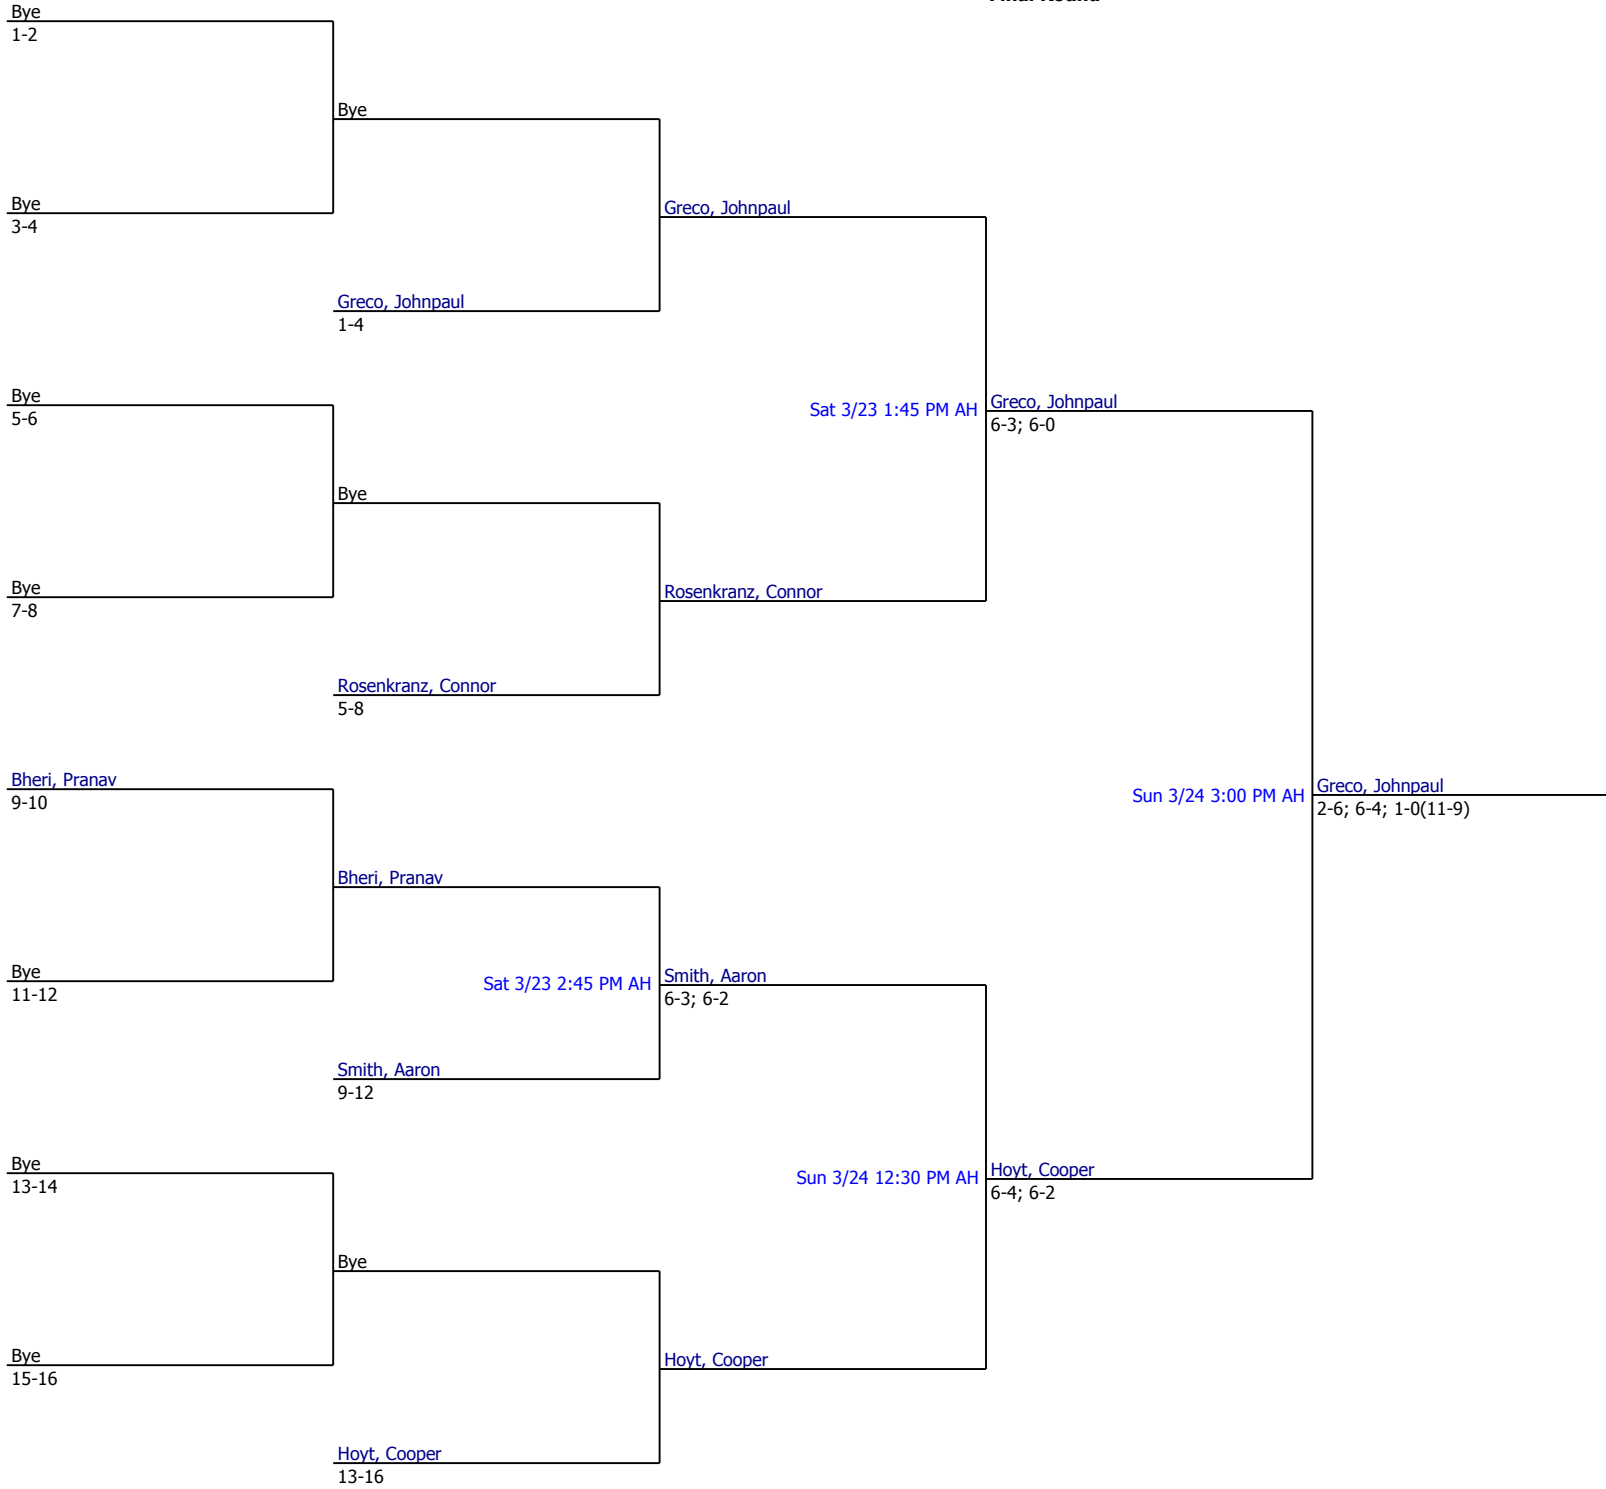 Final Round
Bye
1-2
Bye
Bye
3-4
Greco, Johnpaul
Greco, Johnpaul
1-4
Bye
5-6
Sat 3/23 1:45 PM AH
Greco, Johnpaul
6-3; 6-0
Bye
Bye
7-8
Rosenkranz, Connor
Rosenkranz, Connor
5-8
Bheri, Pranav
9-10
Sun 3/24 3:00 PM AH
Greco, Johnpaul
2-6; 6-4; 1-0(11-9)
Bheri, Pranav
Bye
11-12
Sat 3/23 2:45 PM AH
Smith, Aaron
6-3; 6-2
Smith, Aaron
9-12
Bye
13-14
Sun 3/24 12:30 PM AH
Hoyt, Cooper
6-4; 6-2
Bye
Bye
15-16
Hoyt, Cooper
Hoyt, Cooper
13-16